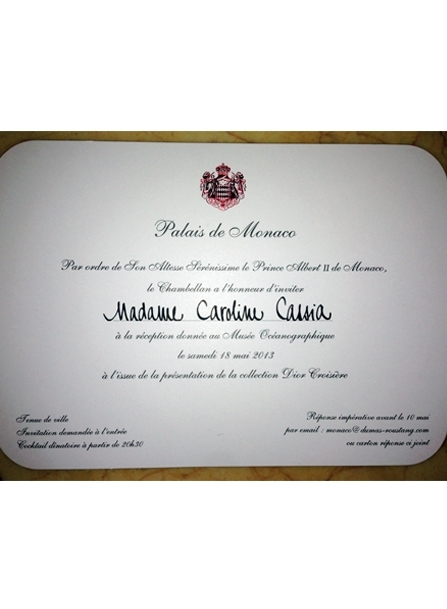 Palais de Monaco
Par ordre de Son Altesse Sérénissime le Prince Albert II de Monaco,
le Chambellan a l'honneur d'inviter
Madame Caroline Cassia
à la réception donnée au Musée Océanographique
le samedi 18 mai 2013
à l'issue de la présentation de la collection Dior Croisière
Tenue de ville
Invitation demandée à l'entrée
Cocktail dinatoire à partir de 20h30
Réponse impérative avant le 10 mai
par email : monaco@dumas-roustang.com
ou carton réponse ci joint